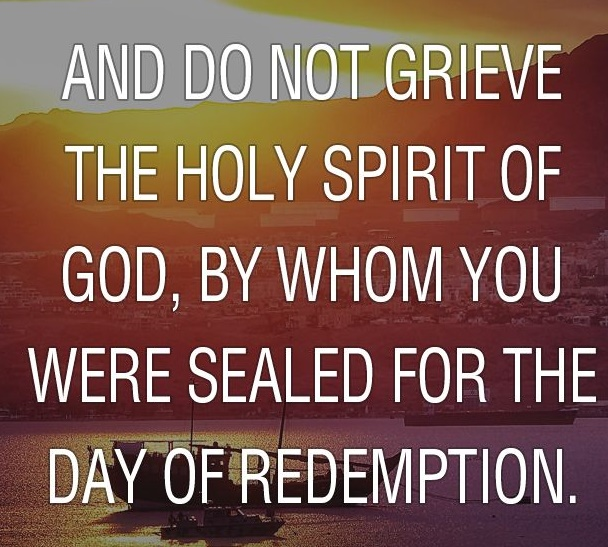 AND DO NOT GRIEVE
THE HOLY SPIRIT OF
GOD, BY WHOM YOU
WERE SEALED FOR THE
DAY OF REDEMPTION.